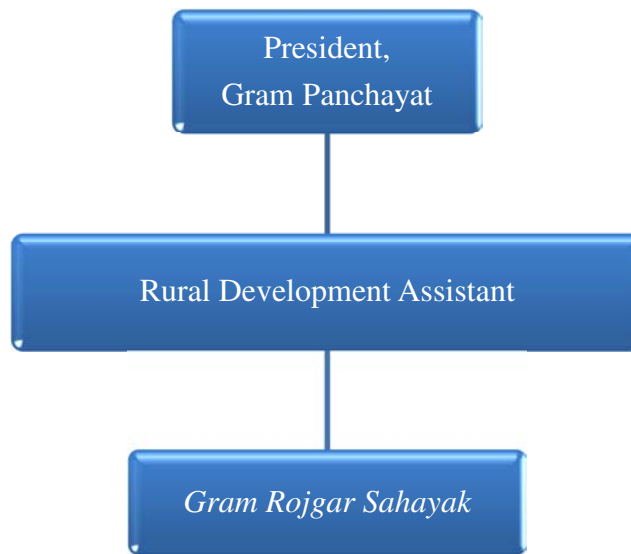 President,
Gram Panchayat
Rural Development Assistant
Gram Rojgar Sahayak